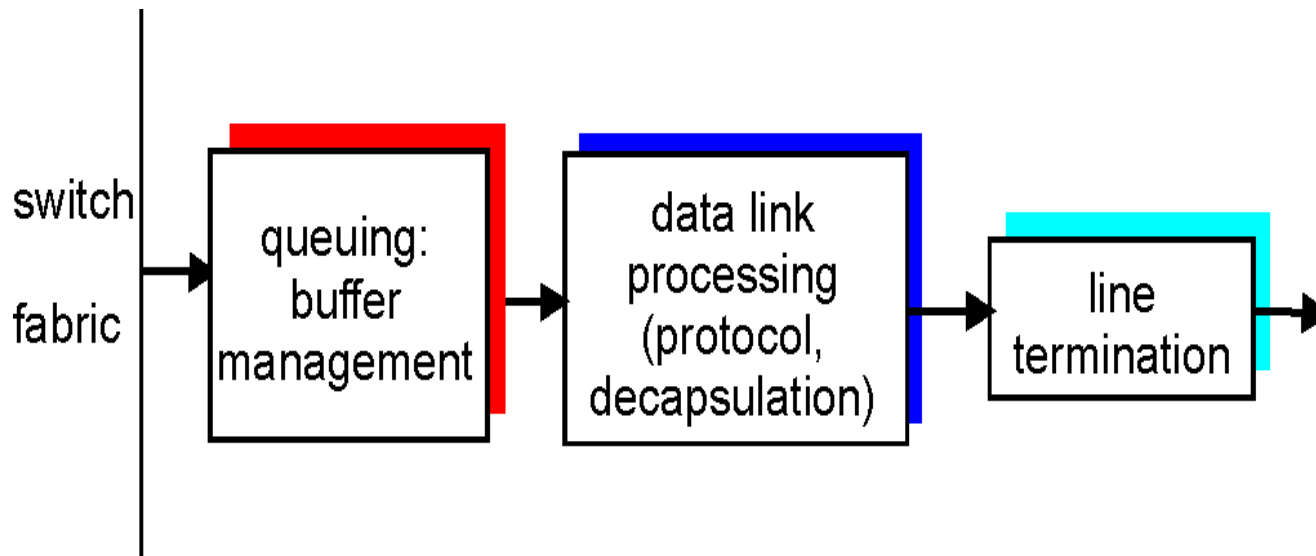 switch
fabric
queuing:
buffer
management
data link
processing
(protocol,
decapsulation)
line
termination